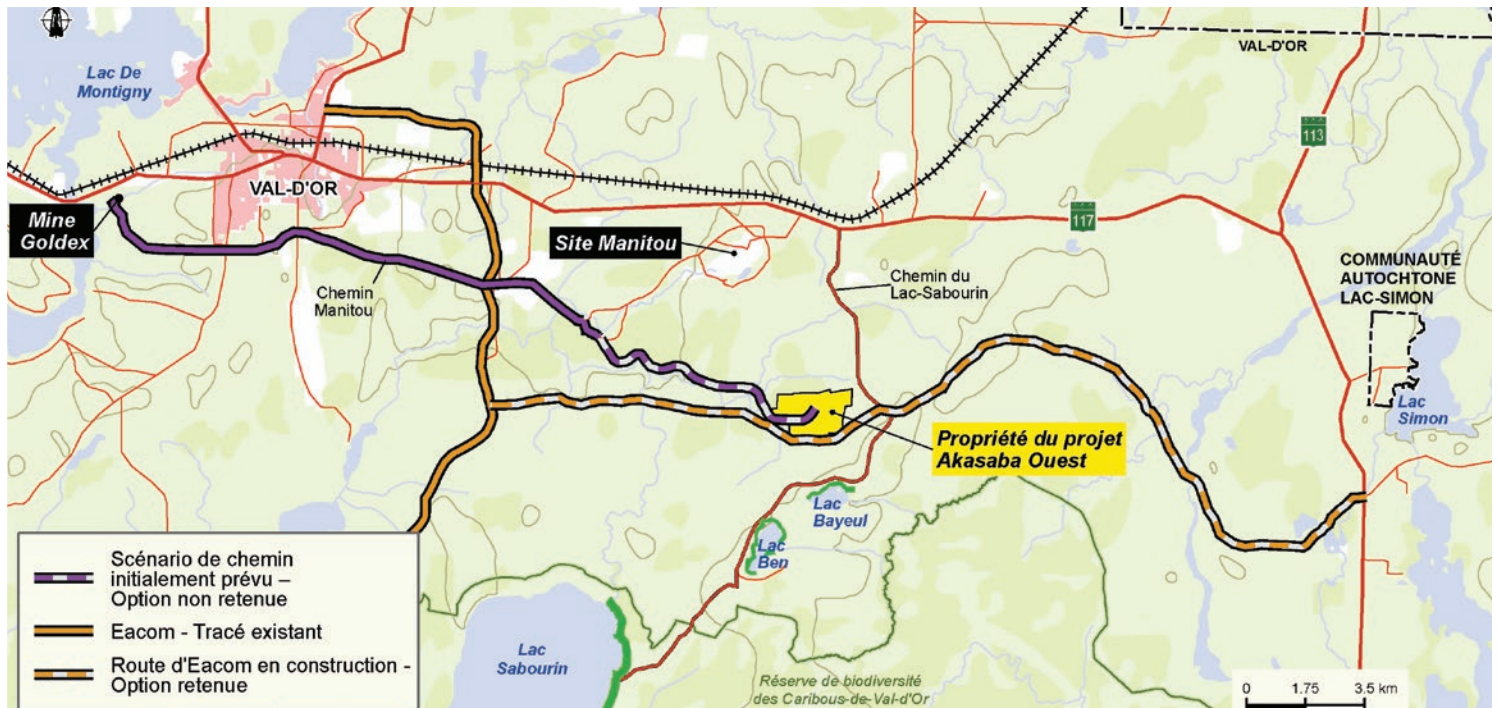 Lac De
Montigny
VAL-D'OR
113
VAL-D'OR
Mine
Goldex
Site Manitou
117
Chemin
Manitou
Chemin du
Lac-Sabourin
COMMUNAUTÉ
AUTOCHTONE
LAC-SIMON
Lac
Simon
Propriété du projet
Akasaba Ouest
Lac
Bayeul
Lac
Ben
Scénario de chemin
initialement prévu –
Option non retenue
Eacom - Tracé existant
Route d'Eacom en construction -
Option retenue
Lac
Sabourin
Réserve de biodiversité
des Caribous-de-Val-d'Or
0 1.75 3.5 km